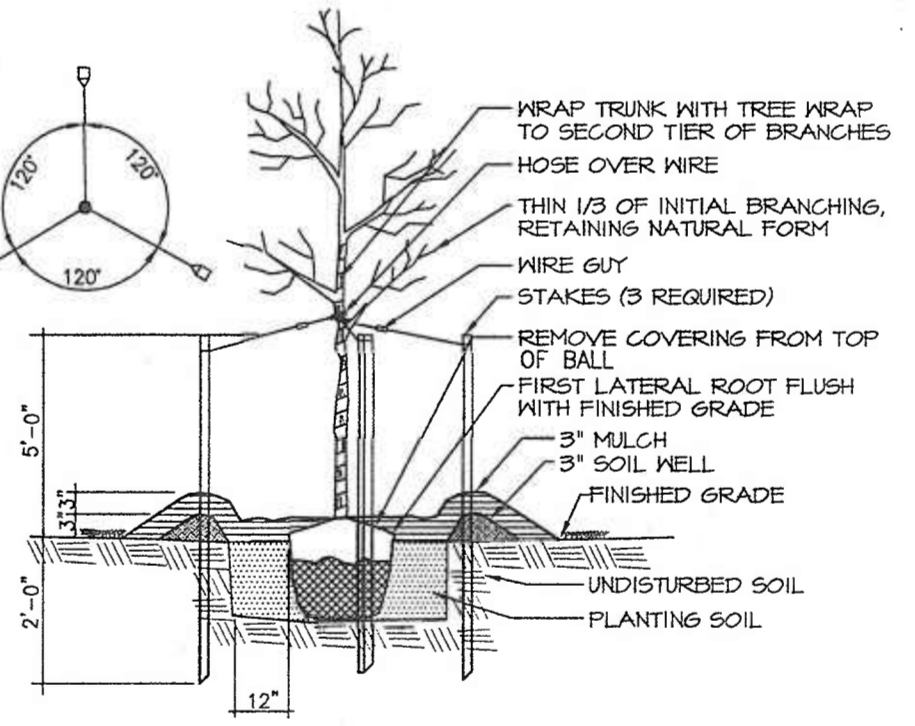 120°
120°
120°
WRAP TRUNK WITH TREE WRAP
TO SECOND TIER OF BRANCHES
HOSE OVER WIRE
THIN 1/3 OF INITIAL BRANCHING,
RETAINING NATURAL FORM
WIRE GUY
STAKES (3 REQUIRED)
REMOVE COVERING FROM TOP
OF BALL
FIRST LATERAL ROOT FLUSH
WITH FINISHED GRADE
3" MULCH
3" SOIL WELL
FINISHED GRADE
UNDISTURBED SOIL
PLANTING SOIL
5'-0"
3"
3"
2'-0"
12"